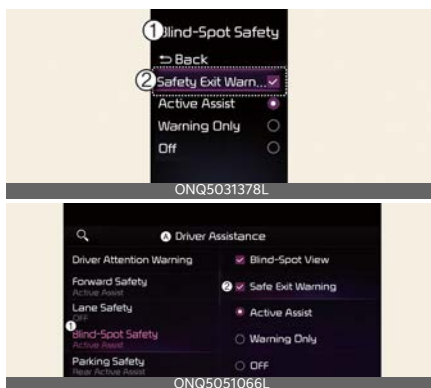 ① Blind-Spot Safety
⮌ Back
② Safety Exit Warn...
Active Assist
Warning Only
Off
ONQ5031378L
Ⓐ Driver Assistance
Driver Attention Warning
Blind-Spot View
Forward Safety
Active Assist
② Safe Exit Warning
Lane Safety
OFF
Active Assist
① Blind-Spot Safety
Active Assist
Warning Only
Parking Safety
Rear Active Assist
OFF
ONQ5051066L